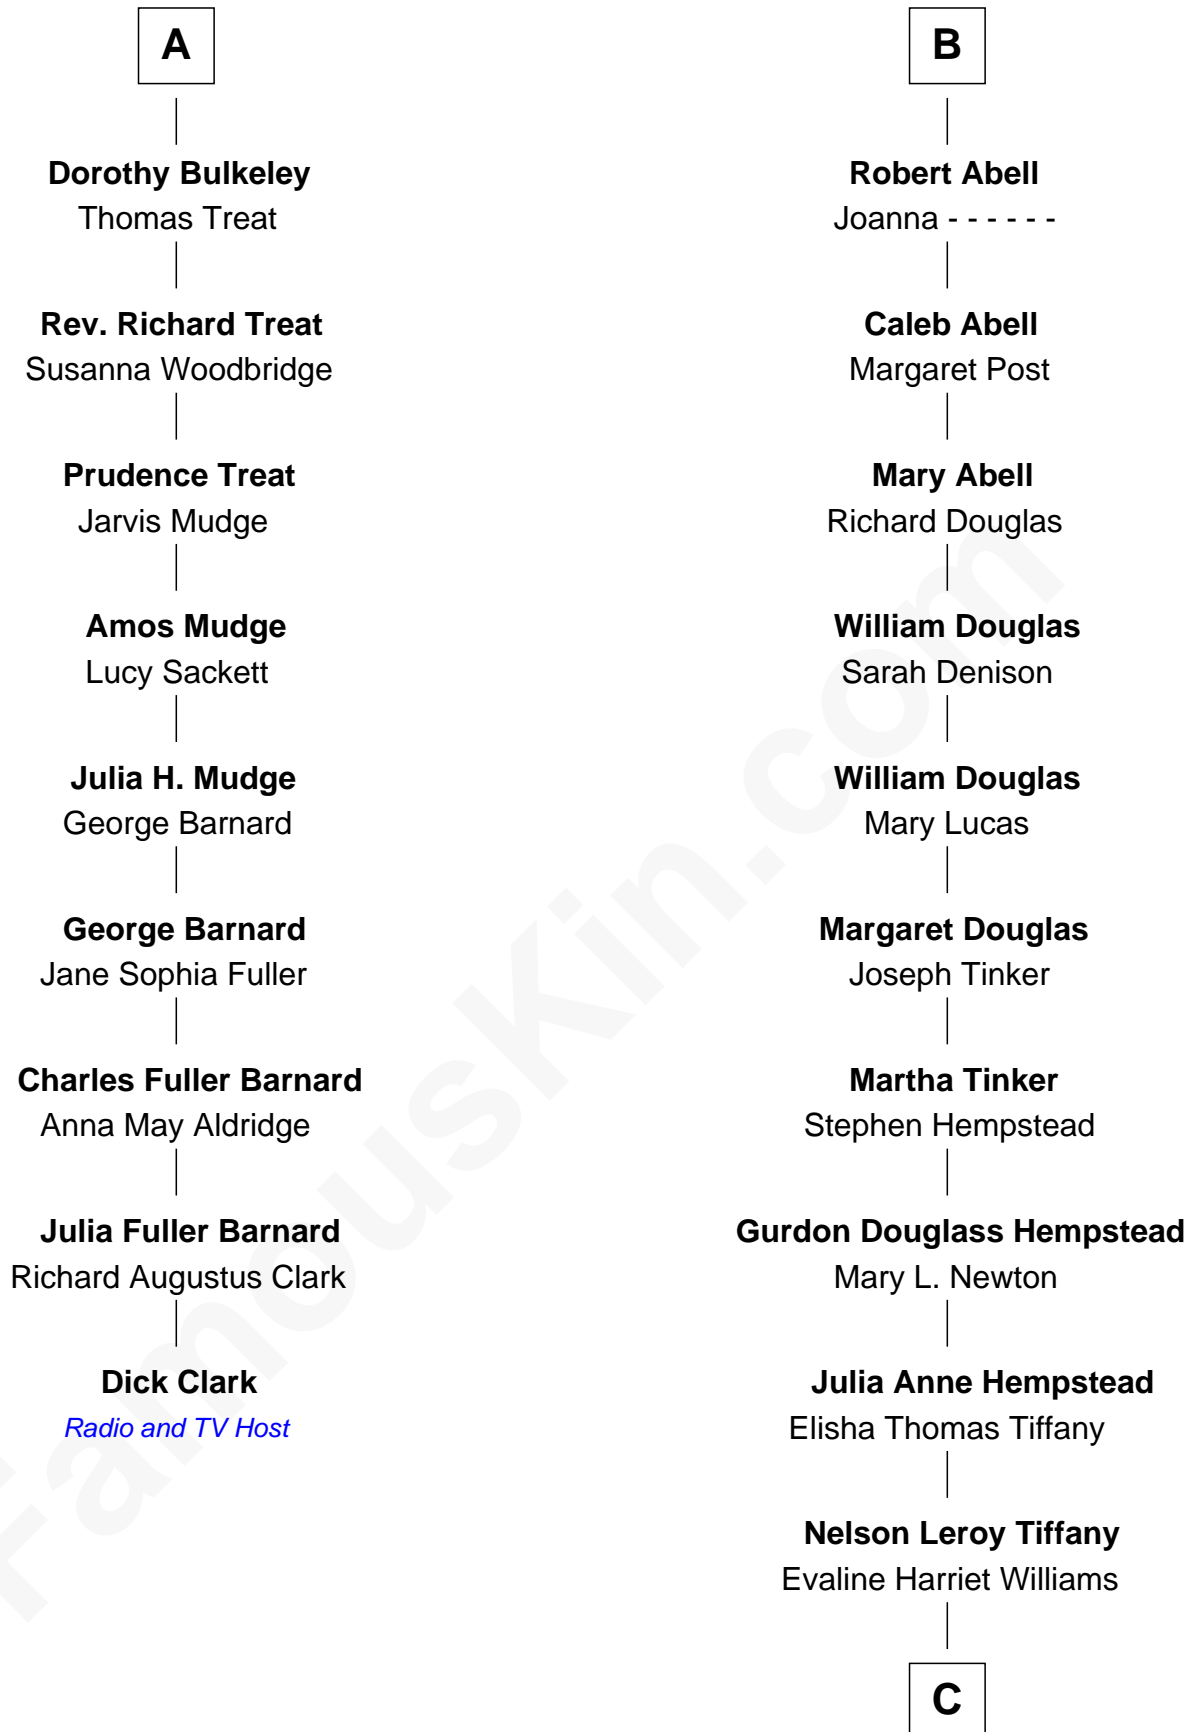 A
Dorothy Bulkeley
Thomas Treat
Rev. Richard Treat
Susanna Woodbridge
Prudence Treat
Jarvis Mudge
Amos Mudge
Lucy Sackett
Julia H. Mudge
George Barnard
George Barnard
Jane Sophia Fuller
Charles Fuller Barnard
Anna May Aldridge
Julia Fuller Barnard
Richard Augustus Clark
Dick Clark
Radio and TV Host
B
Robert Abell
Joanna - - - - - -
Caleb Abell
Margaret Post
Mary Abell
Richard Douglas
William Douglas
Sarah Denison
William Douglas
Mary Lucas
Margaret Douglas
Joseph Tinker
Martha Tinker
Stephen Hempstead
Gurdon Douglass Hempstead
Mary L. Newton
Julia Anne Hempstead
Elisha Thomas Tiffany
Nelson Leroy Tiffany
Evaline Harriet Williams
C
FamousKin.com